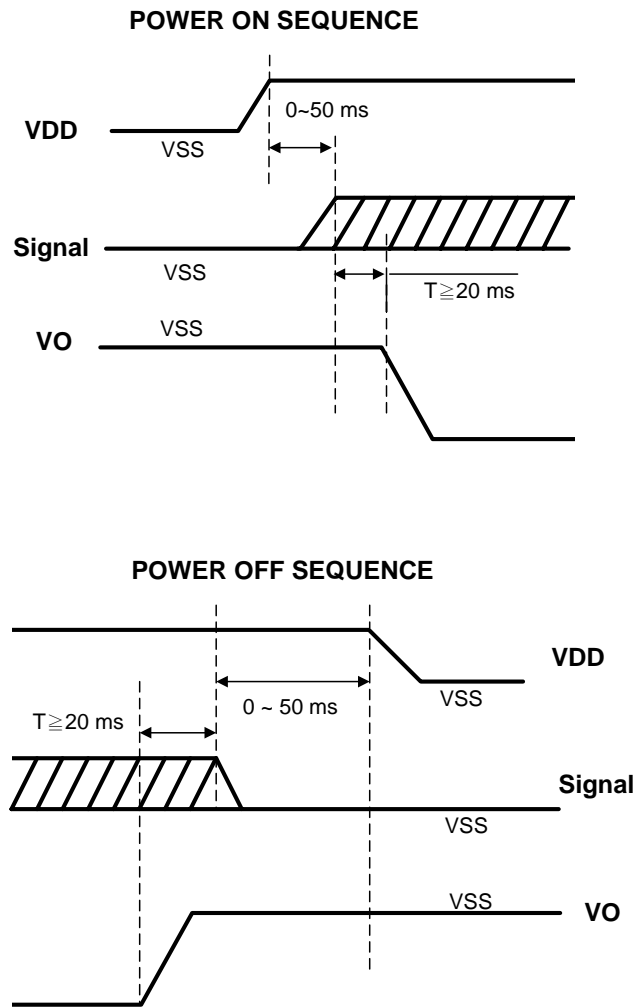 POWER ON SEQUENCE
0~50 ms
VDD
VSS
Signal
VSS
T≧20 ms
VSS
VO
POWER OFF SEQUENCE
VDD
VSS
T≧20 ms
0 ~ 50 ms
Signal
VSS
VSS
VO